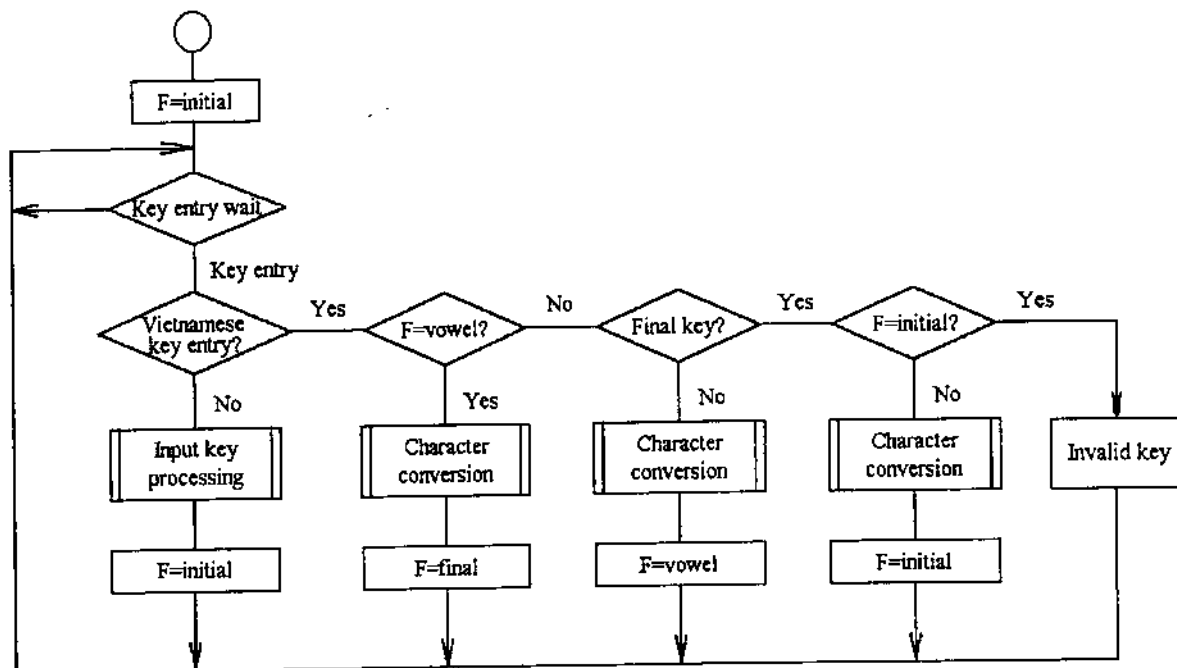 F=initial
Key entry wait
Key entry
Vietnamese
key entry?
Yes
F=vowel?
No
Final key?
Yes
F=initial?
Yes
No
Input key
processing
F=initial
Yes
Character
conversion
F=final
No
Character
conversion
F=vowel
No
Character
conversion
F=initial
Invalid key